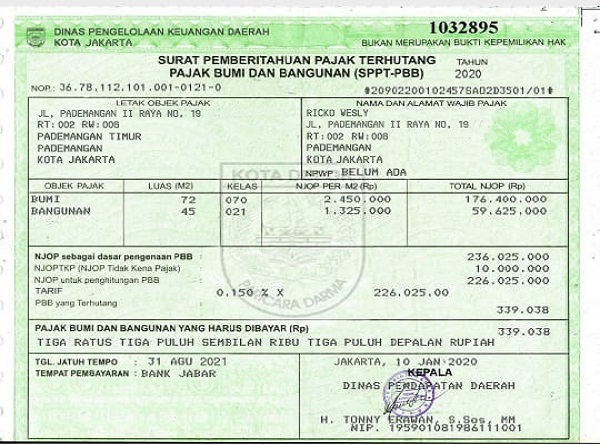 DINAS PENGELOLAAN KEUANGAN DAERAH
KOTA JAKARTA
1032895
BUKAN MERUPAKAN BUKTI KEPEMILIKAN HAK
SURAT PEMBERITAHUAN PAJAK TERHUTANG
PAJAK BUMI DAN BANGUNAN (SPPT-PBB)
TAHUN
2020
NOP.: 36.78.112.101.001-0121-0
#20902200102457SAD2D3501/01#
LETAK OBJEK PAJAK
JL, PADEMANGAN II RAYA NO. 19
RT:002 RW:008
PADEMANGAN TIMUR
PADEMANGAN
KOTA JAKARTA
NAMA DAN ALAMAT WAJIB PAJAK
RICKO WESLY
JL, PADEMANGAN II RAYA NO. 19
RT:002 RW:008
PADEMANGAN
KOTA JAKARTA
NPWP BELUM ADA
OBJEK PAJAK LUAS (M2) KELAS NJOP PER M2(Rp) TOTAL NJOP (Rp)
BUMI 72 070 2.450.000 176.400.000
BANGUNAN 45 021 1.325.000 59.625.000
KOTA
DARMA
NJOP sebagai dasar pengenaan PBB : 236.025.000
NJOPTKP (NJOP Tidak Kena Pajak) : 10.000.000
NJOP untuk penghitungan PBB : 226.025.000
TARIF 0.150 % X 226.025.00
PBB yang Terhutang : 339.038
PAJAK BUMI DAN BANGUNAN YANG HARUS DIBAYAR (Rp) 339.038
TIGA RATUS TIGA PULUH SEMBILAN RIBU TIGA PULUH DEPALAN RUPIAH
TGL. JATUH TEMPO : 31 AGU 2021
TEMPAT PEMBAYARAN : BANK JABAR
JAKARTA, 10 JAN 2020
KEPALA
DINAS PENDAPATAN DAERAH
H. TONNY ERAWAN, S.Sos, MM
NIP. 195901081986111001